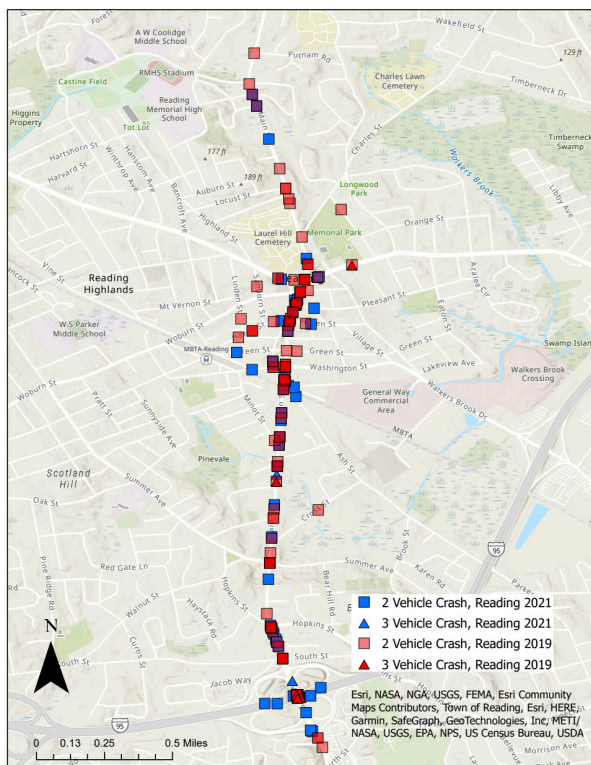 Forest
A W Coolidge
Middle School
Putnam Rd
Wakefield St
129 ft
RMHS Stadium
Castine Field
Charles Lawn
Cemetery
Timberneck Dr
Reading
Memorial High
School
Higgins
Property
Tot Lot
Main
Charles St
Timberneck
Swamp
Hartshorn St
177 ft
Harvard St
Winthrop Ave
Hanscom Ave
Bancroft Ave
189 ft
Auburn St
Locust St
Longwood
Park
Walkers Brook
Libby Ave
Highland St
Orange St
Laurel Hill
Cemetery
Memorial Park
Vine St
Reading
Highlands
Linden St
Sanborn St
Azalea Cir
Mt Vernon St
Pleasant St
Eaton St
W S Parker
Middle School
Woburn St
Village St
Green St
Swamp Island
MBTA-Reading
Green St
Green St
Washington St
Lakeview Ave
Walkers Brook
Crossing
Woburn St
Pratt St
Sunnyside Ave
Minot St
General Way
Commercial
Area
Walkers Brook Dr
MBTA
Ash St
Scotland
Hill
Pinevale
Summer Ave
Oak St
Cross St
95
Pine Ridge Rd
Red Gate Ln
Bear Hill Rd
Brook St
Summer Ave
Karen Rd
Parker
Walnut St
Haystack Rd
Hopkins St
Hopkins St
Curtis St
South St
Jacob Way
95
95
N
2 Vehicle Crash, Reading 2021
3 Vehicle Crash, Reading 2021
2 Vehicle Crash, Reading 2019
3 Vehicle Crash, Reading 2019
Esri, NASA, NGA, USGS, FEMA, Esri Community
Maps Contributors, Town of Reading, Esri, HERE,
Garmin, SafeGraph, GeoTechnologies, Inc, METI/
NASA, USGS, EPA, NPS, US Census Bureau, USDA
Morrison Ave
0 0.13 0.25 0.5 Miles